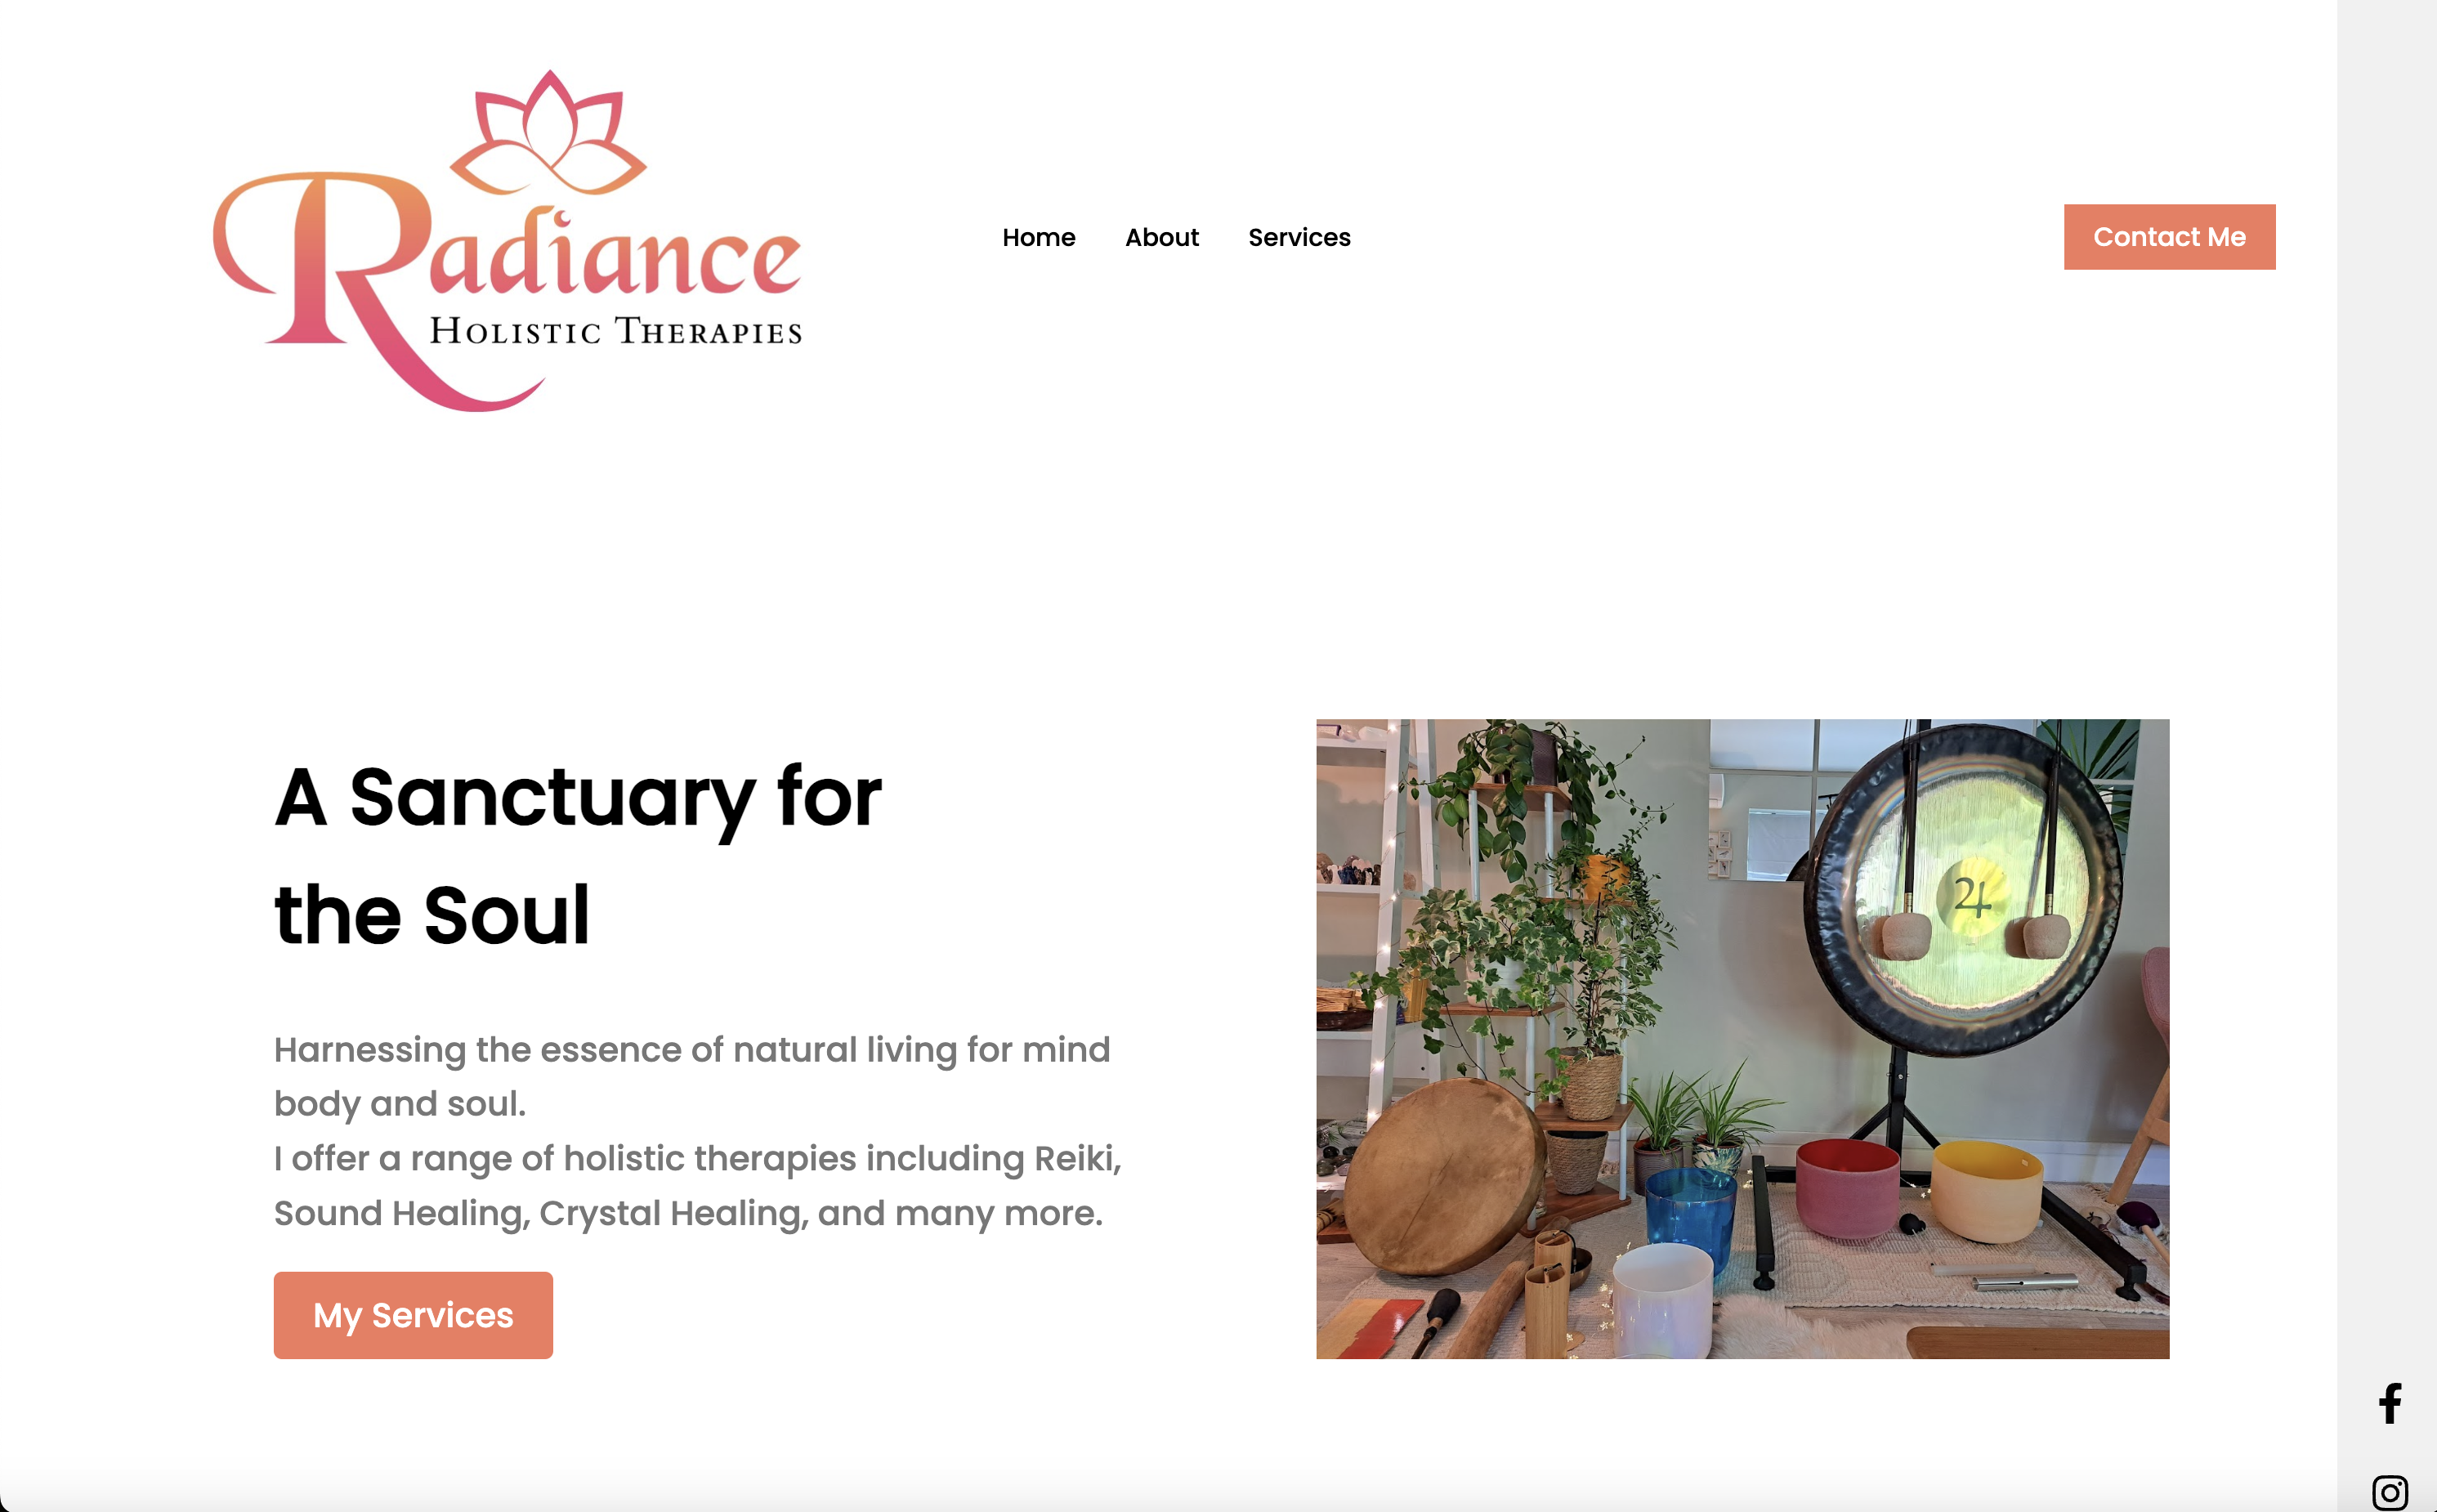 Radiance
Holistic Therapies
Home
About
Services
Contact Me
A Sanctuary for
the Soul
Harnessing the essence of natural living for mind
body and soul.
I offer a range of holistic therapies including Reiki,
Sound Healing, Crystal Healing, and many more.
My Services